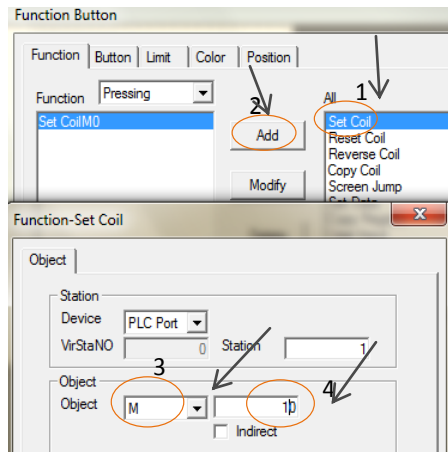 Function Button
Function Button Limit Color Position
Function Pressing
2
1
All
Set CoilM0
Add
Set Coil
Reset Coil
Reverse Coil
Copy Coil
Screen Jump
Modify
Function-Set Coil
x
Object
Station
Device PLC Port
VirStaNO 0 Station 1
3
Object
4
Object M 10
Indirect